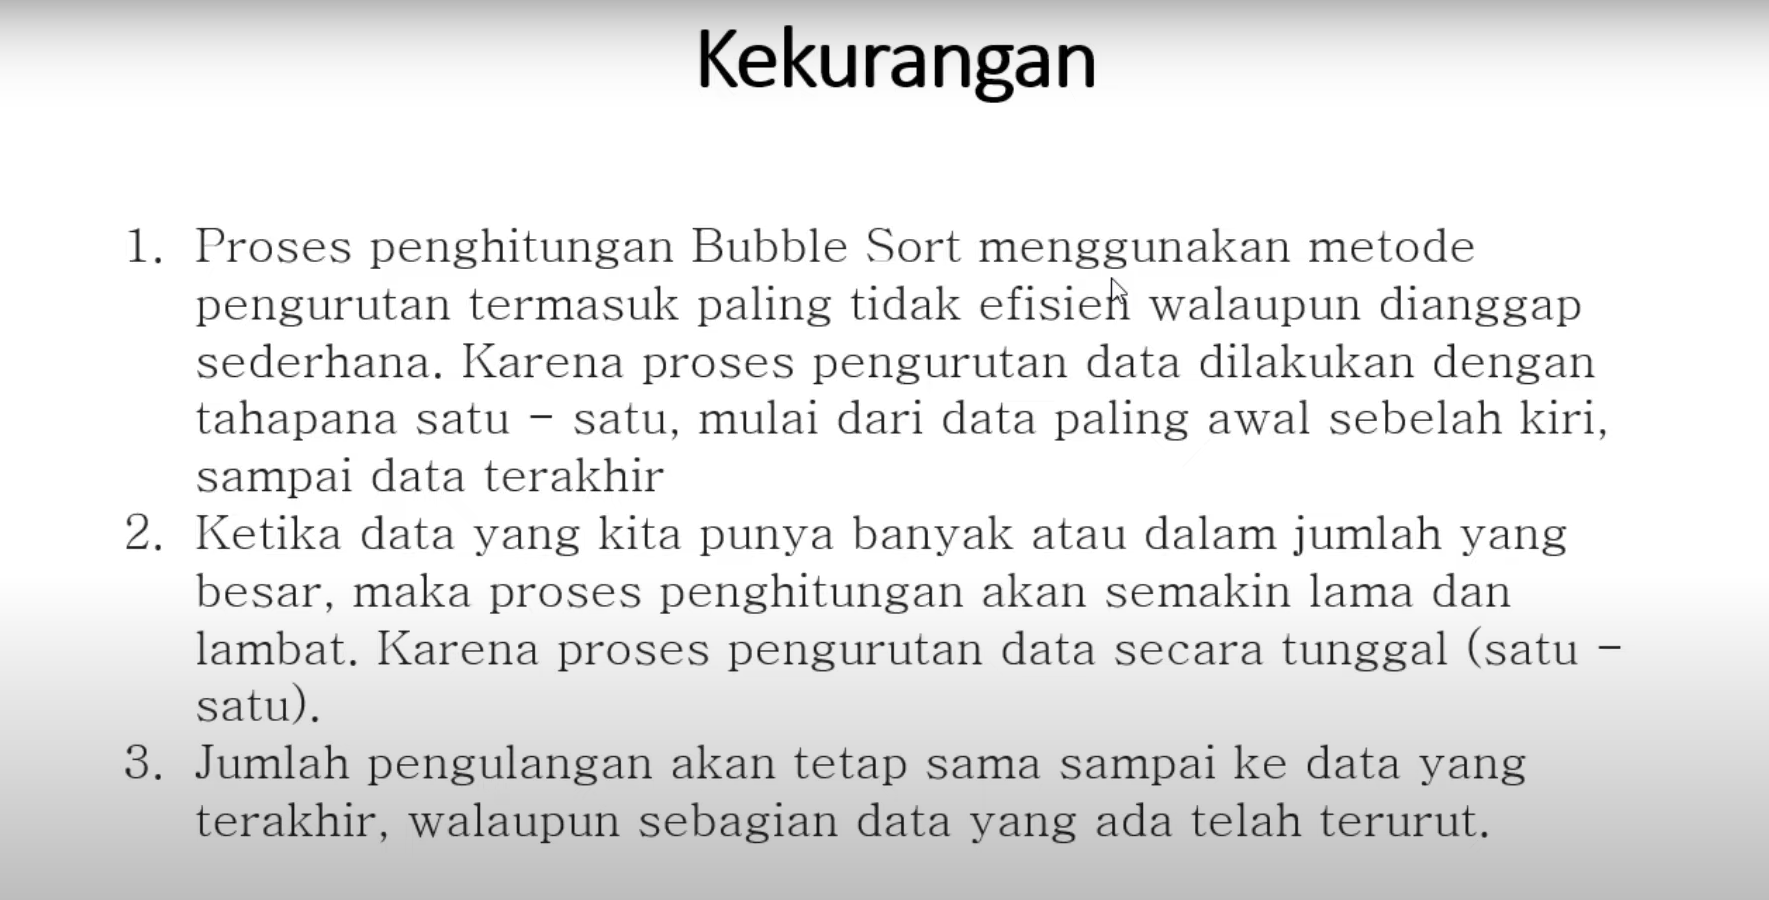 Kekurangan
1. Proses penghitungan Bubble Sort menggunakan metode
pengurutan termasuk paling tidak efisien walaupun dianggap
sederhana. Karena proses pengurutan data dilakukan dengan
tahapana satu – satu, mulai dari data paling awal sebelah kiri,
sampai data terakhir
2. Ketika data yang kita punya banyak atau dalam jumlah yang
besar, maka proses penghitungan akan semakin lama dan
lambat. Karena proses pengurutan data secara tunggal (satu –
satu).
3. Jumlah pengulangan akan tetap sama sampai ke data yang
terakhir, walaupun sebagian data yang ada telah terurut.